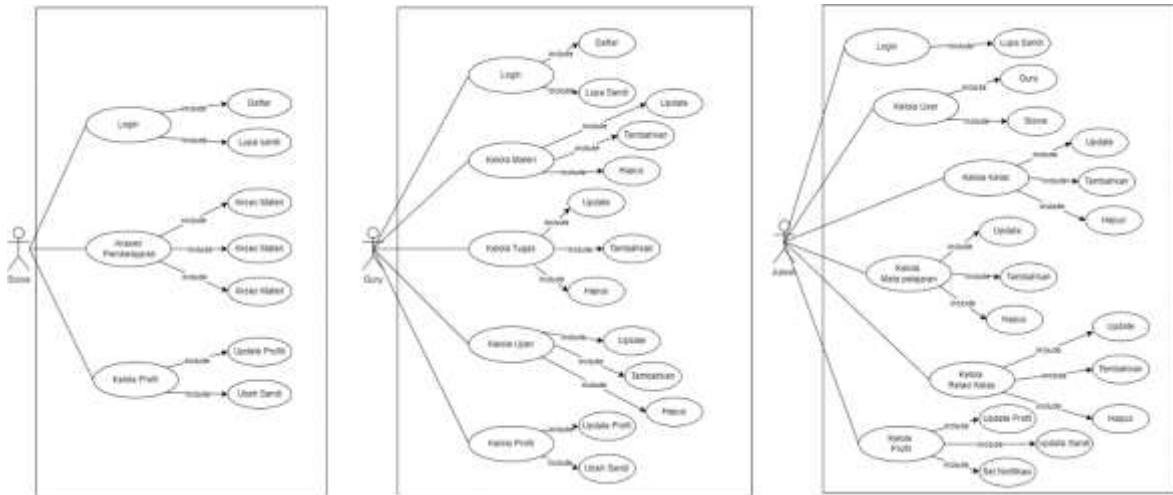 Login
include
Daftar
include
Lupa sandi
Siswa
Akases
Pembelajaran
include
Akses Materi
include
Akses Materi
include
Akses Materi
Kelola Profil
include
Update Profil
include
Ubah Sandi
Login
include
Daftar
include
Lupa Sandi
Kelola Materi
include
Update
include
Tambahkan
include
Hapus
Guru
Kelola Tugas
include
Update
include
Tambahkan
include
Hapus
Kelola Ujian
include
Update
include
Tambahkan
include
Hapus
Kelola Profil
include
Update Profil
include
Ubah Sandi
Login
include
Lupa Sandi
Kelola User
include
Guru
include
Siswa
Kelola Kelas
include
Update
include
Tambahkan
include
Hapus
Admin
Kelola
Mata pelajaran
include
Update
include
Tambahkan
include
Hapus
Kelola
Relasi Kelas
include
Update
include
Tambahkan
include
Hapus
Kelola
Profil
include
Update Profil
include
Update Sandi
include
Set Notifikasi